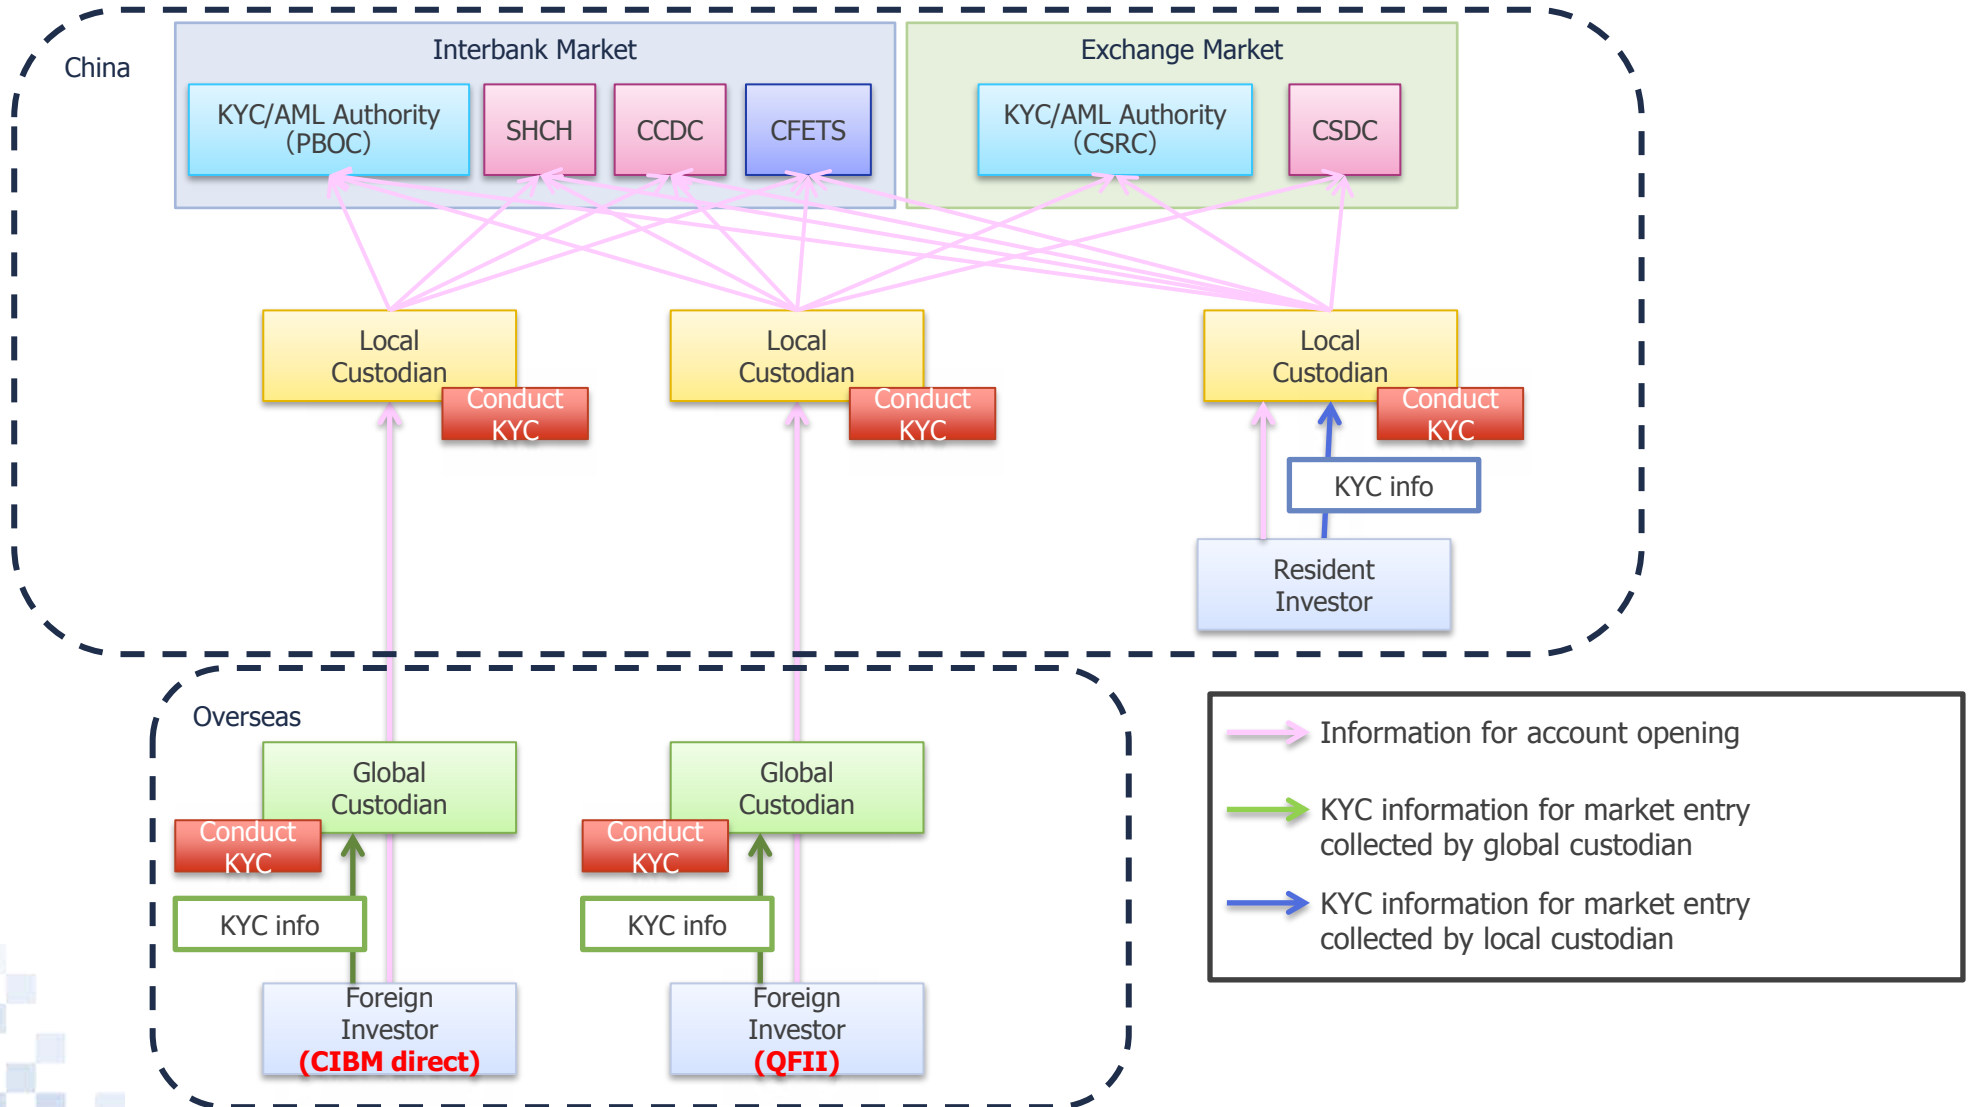 China
Interbank Market
Exchange Market
KYC/AML Authority
(PBOC)
SHCH
CCDC
CFETS
KYC/AML Authority
(CSRC)
CSDC
Local
Custodian
Conduct
KYC
Local
Custodian
Conduct
KYC
Local
Custodian
Conduct
KYC
KYC info
Resident
Investor
Overseas
Global
Custodian
Conduct
KYC
KYC info
Foreign
Investor
(CIBM direct)
Global
Custodian
Conduct
KYC
KYC info
Foreign
Investor
(QFII)
Information for account opening
KYC information for market entry
collected by global custodian
KYC information for market entry
collected by local custodian